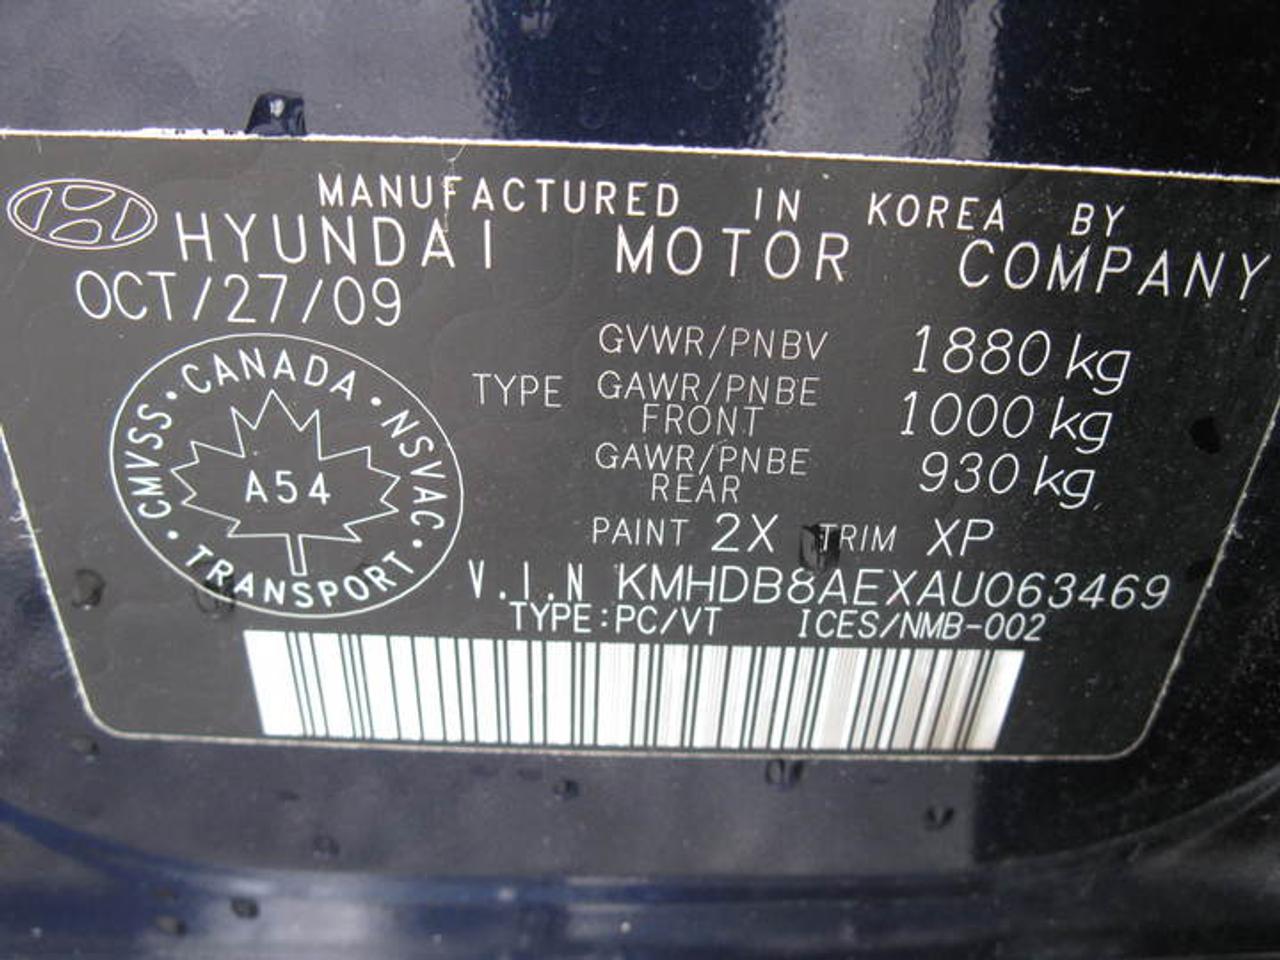 MANUFACTURED IN KOREA BY
HYUNDAI MOTOR COMPANY
OCT/27/09
GVWR/PNBV 1880 kg
TYPE GAWR/PNBE FRONT 1000 kg
GAWR/PNBE REAR 930 kg
PAINT 2X TRIM XP
V.I.N KMHDB8AEXAU063469
TYPE:PC/VT ICES/NMB-002
CANADA · NSVAC · TRANSPORT · CMVSS ·
A54